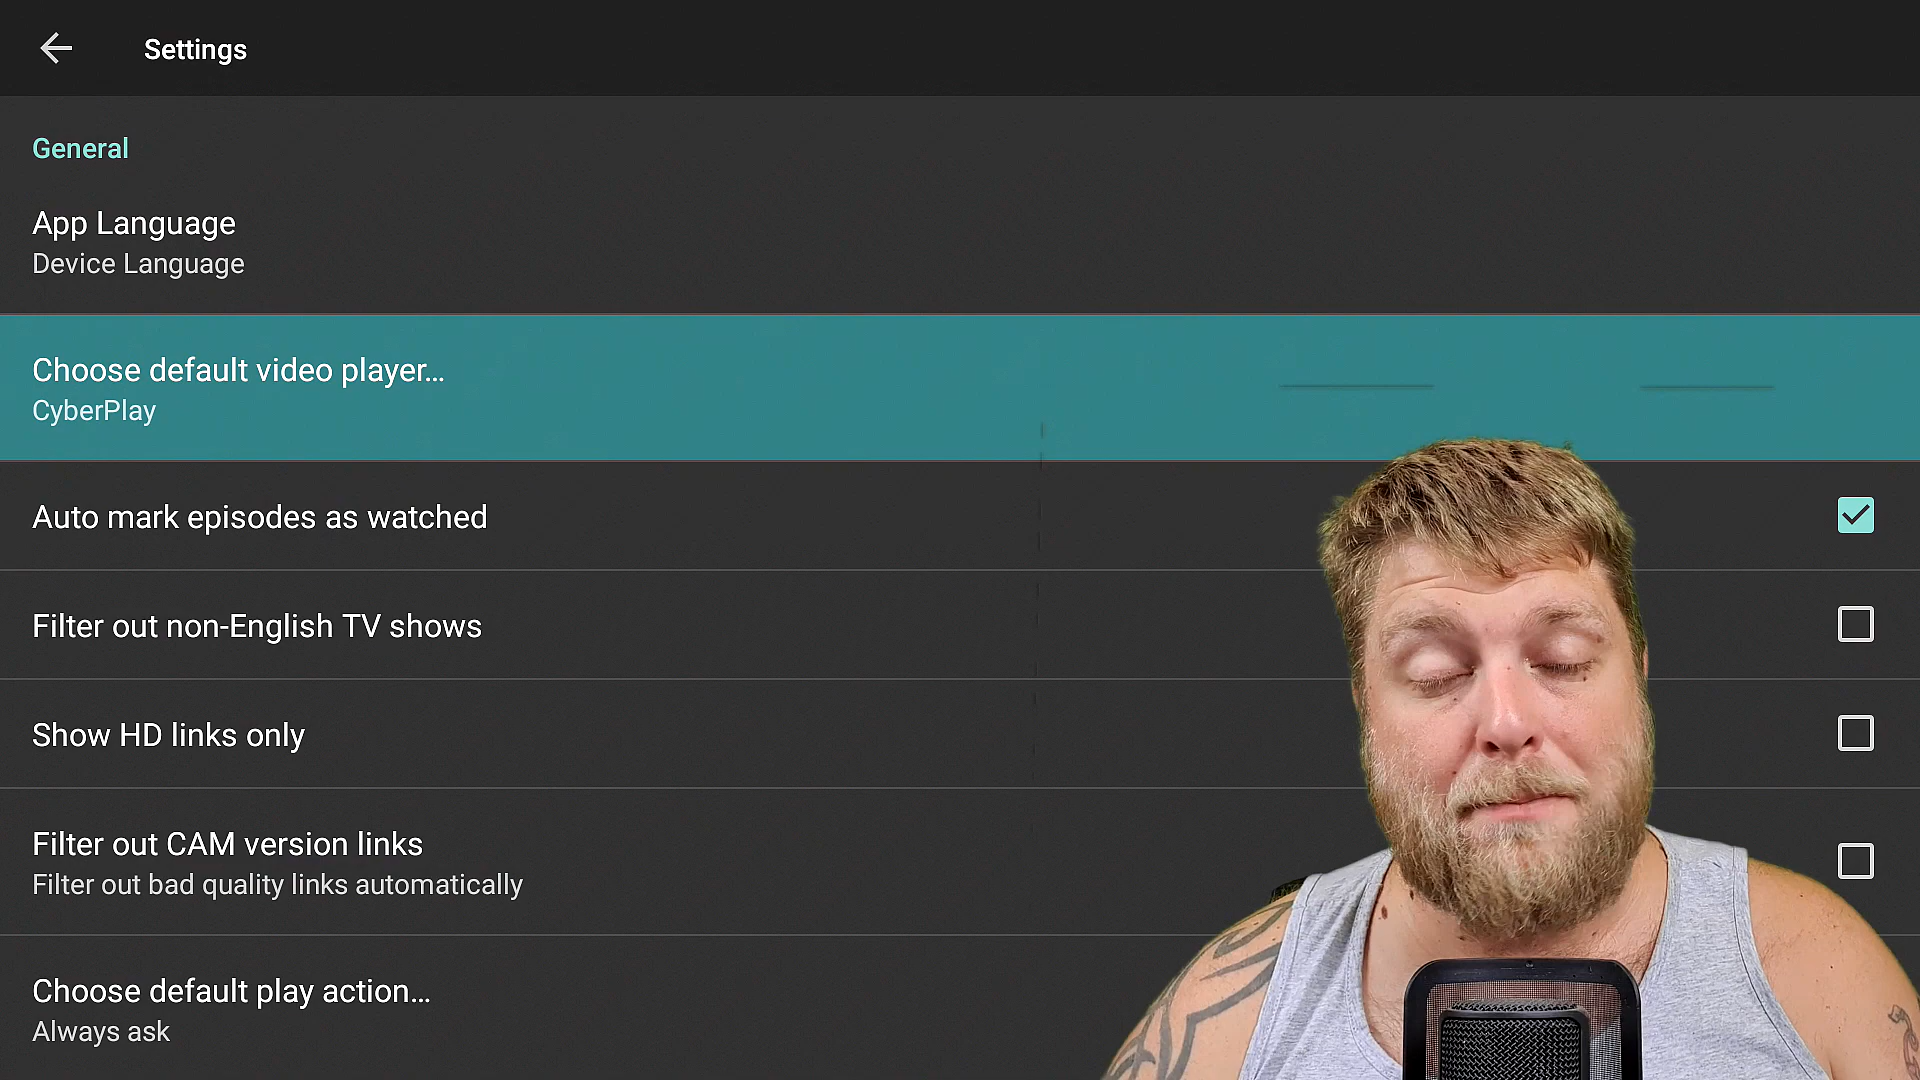 Settings
General
App Language
Device Language
Choose default video player...
CyberPlay
Auto mark episodes as watched
Filter out non-English TV shows
Show HD links only
Filter out CAM version links
Filter out bad quality links automatically
Choose default play action...
Always ask